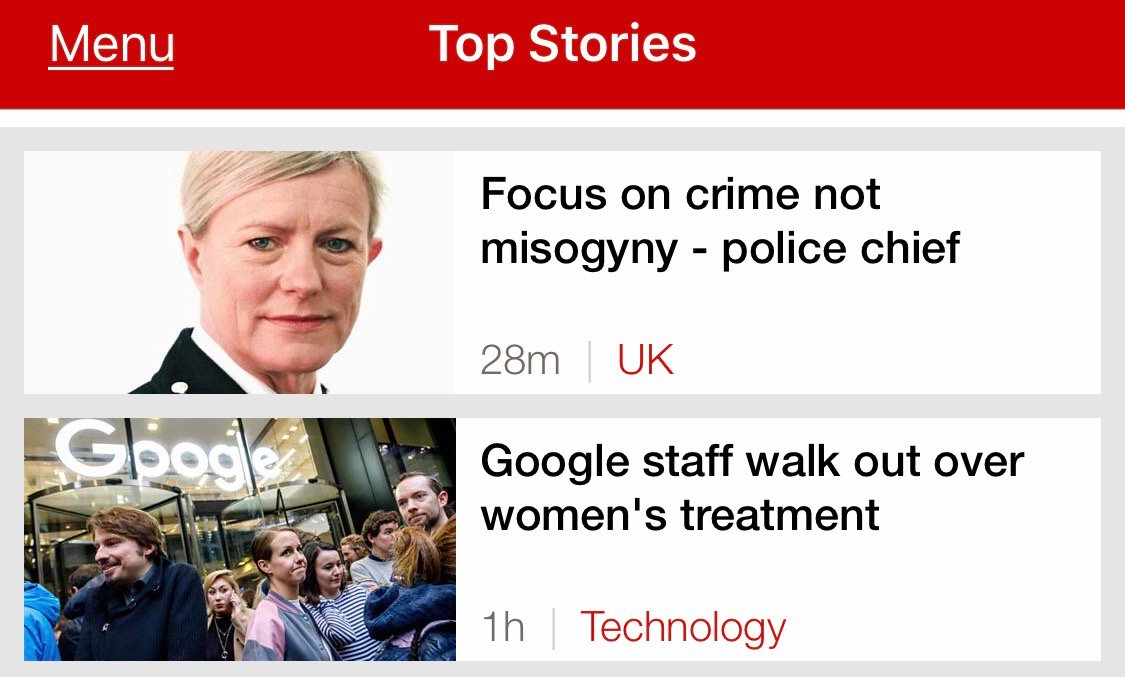 Menu
Top Stories
Focus on crime not
misogyny - police chief
28m | UK
Google
Google staff walk out over
women's treatment
1h | Technology